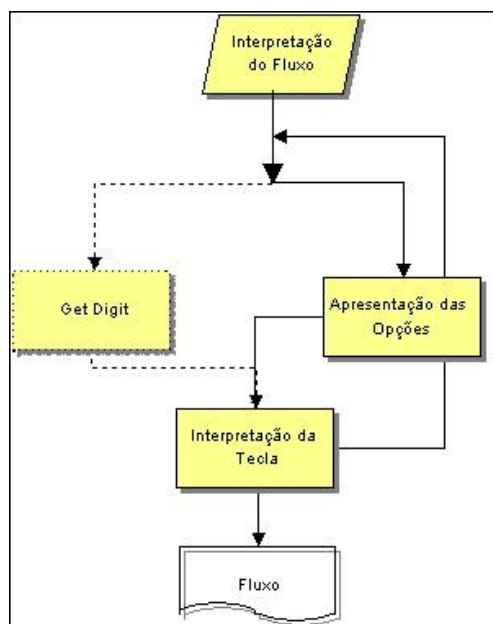 Interpretação
do Fluxo
Get Digit
Apresentação das
Opções
Interpretação da
Tecla
Fluxo